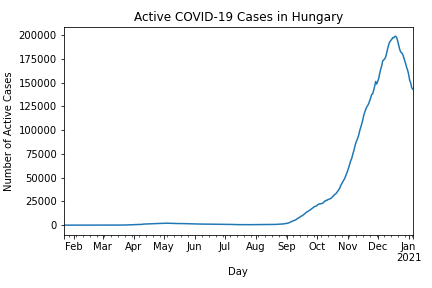 Active COVID-19 Cases in Hungary
Number of Active Cases
200000
175000
150000
125000
100000
75000
50000
25000
0
Feb Mar Apr May Jun Jul Aug Sep Oct Nov Dec Jan
2021
Day